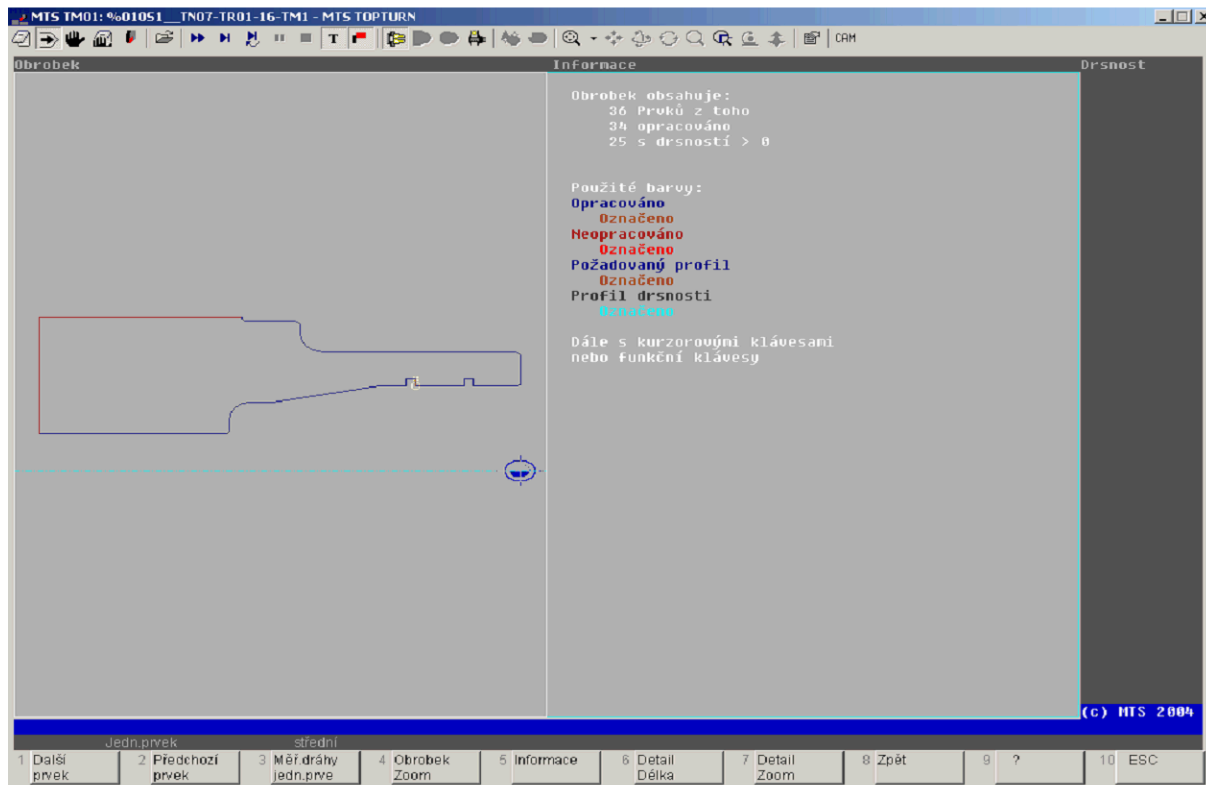 MTS TM01: %01051__TN07-TR01-16-TM1 - MTS TOPTURN
T
CAM
Obrobek
Informace
Drsnost
Obrobek obsahuje:
36 Prvků z toho
34 opracováno
25 s drsností > 0
Použité barvy:
Opracováno
Označeno
Neopracováno
Označeno
Požadovaný profil
Označeno
Profil drsnosti
Označeno
Dále s kurzorovými klávesami
nebo funkční klávesy
(c) MTS 2004
Jedn.prvek střední
1 Další prvek
2 Předchozí prvek
3 Měř.dráhy jedn.prve
4 Obrobek Zoom
5 Informace
6 Detail Délka
7 Detail Zoom
8 Zpět
9 ?
10 ESC